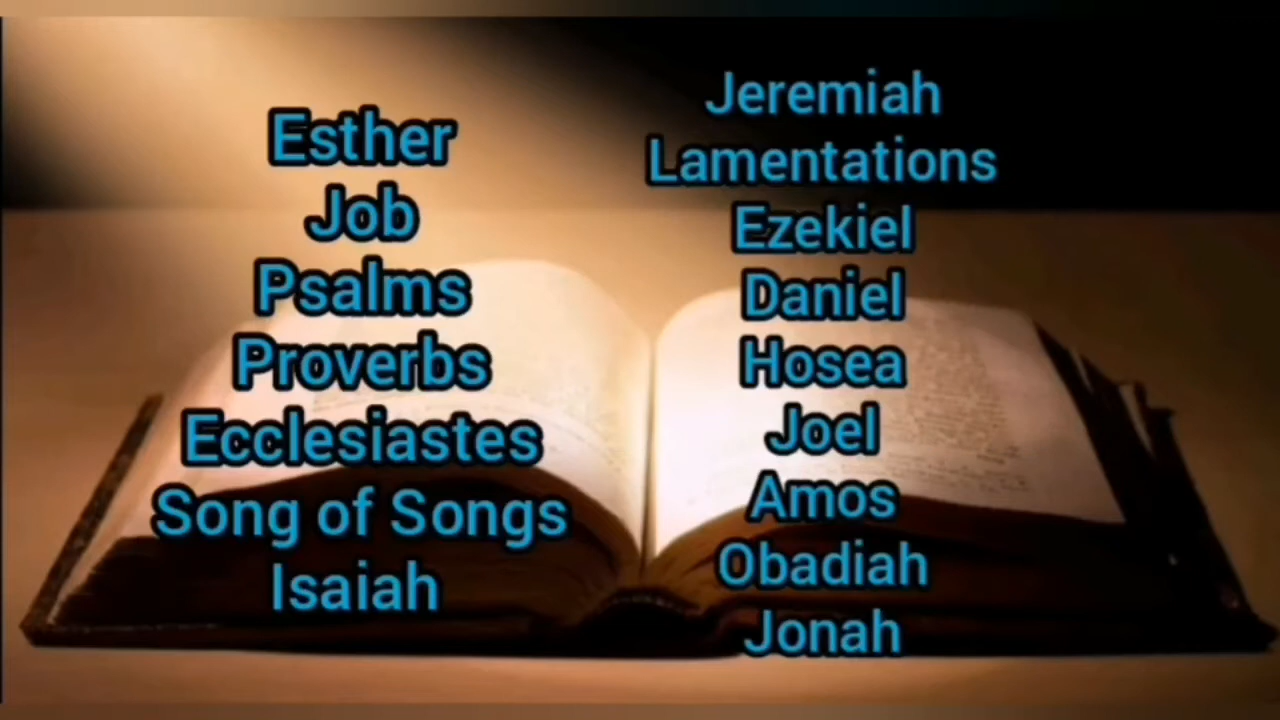 Esther
Job
Psalms
Proverbs
Ecclesiastes
Song of Songs
Isaiah
Jeremiah
Lamentations
Ezekiel
Daniel
Hosea
Joel
Amos
Obadiah
Jonah